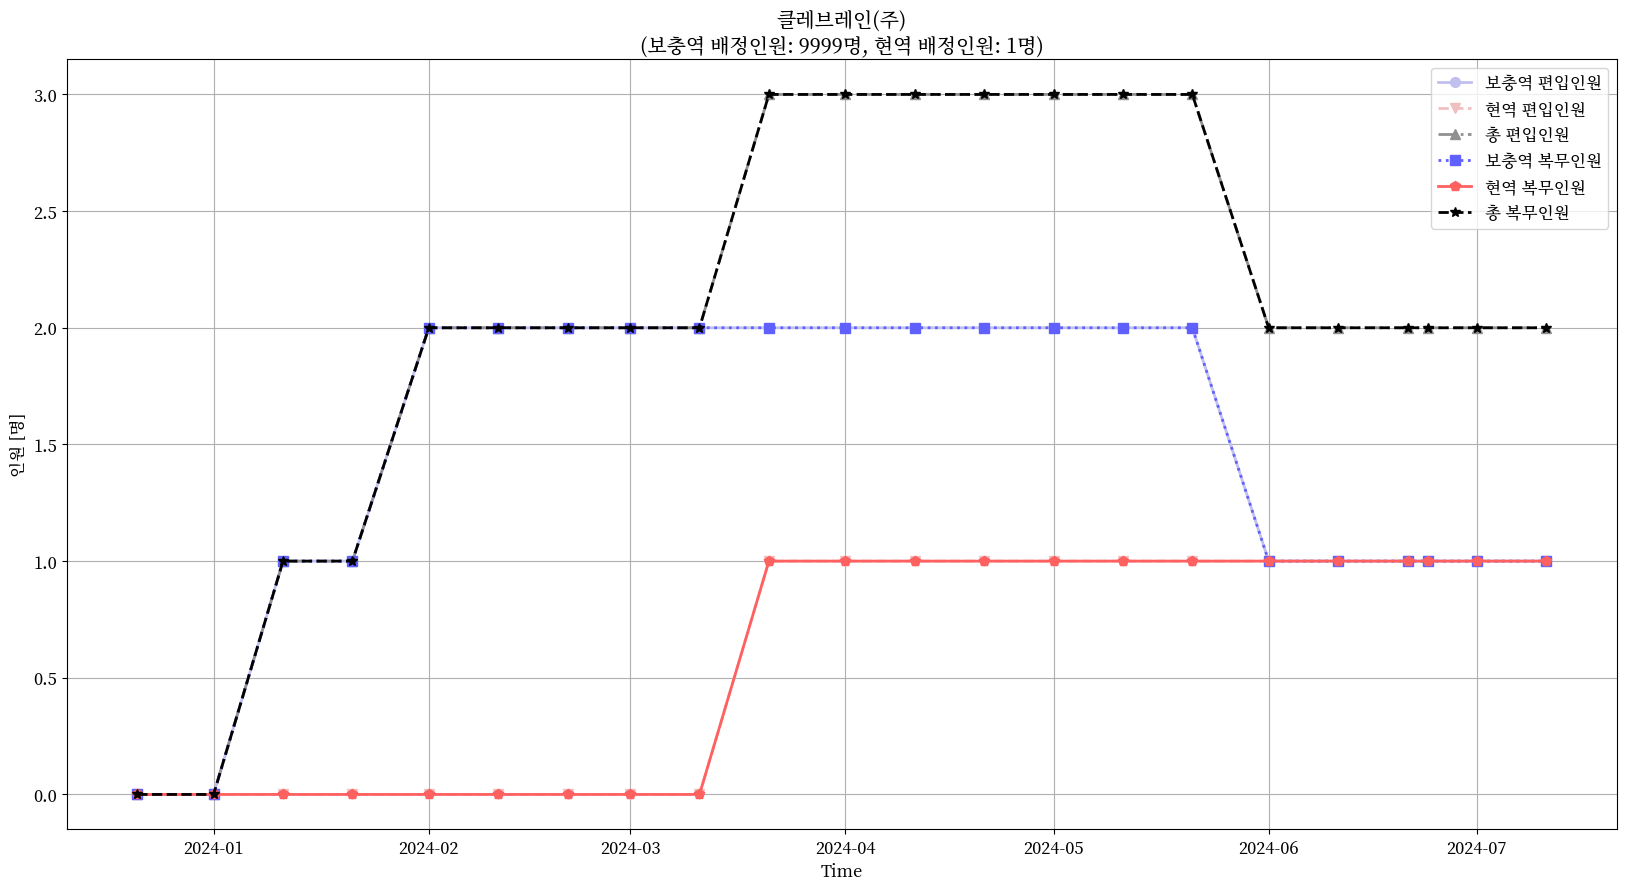 클레브레인(주)
(보충역 배정인원: 9999명, 현역 배정인원: 1명)
보충역 편입인원
현역 편입인원
총 편입인원
보충역 복무인원
현역 복무인원
총 복무인원
인원 [명]
3.0
2.5
2.0
1.5
1.0
0.5
0.0
2024-01 2024-02 2024-03 2024-04 2024-05 2024-06 2024-07
Time